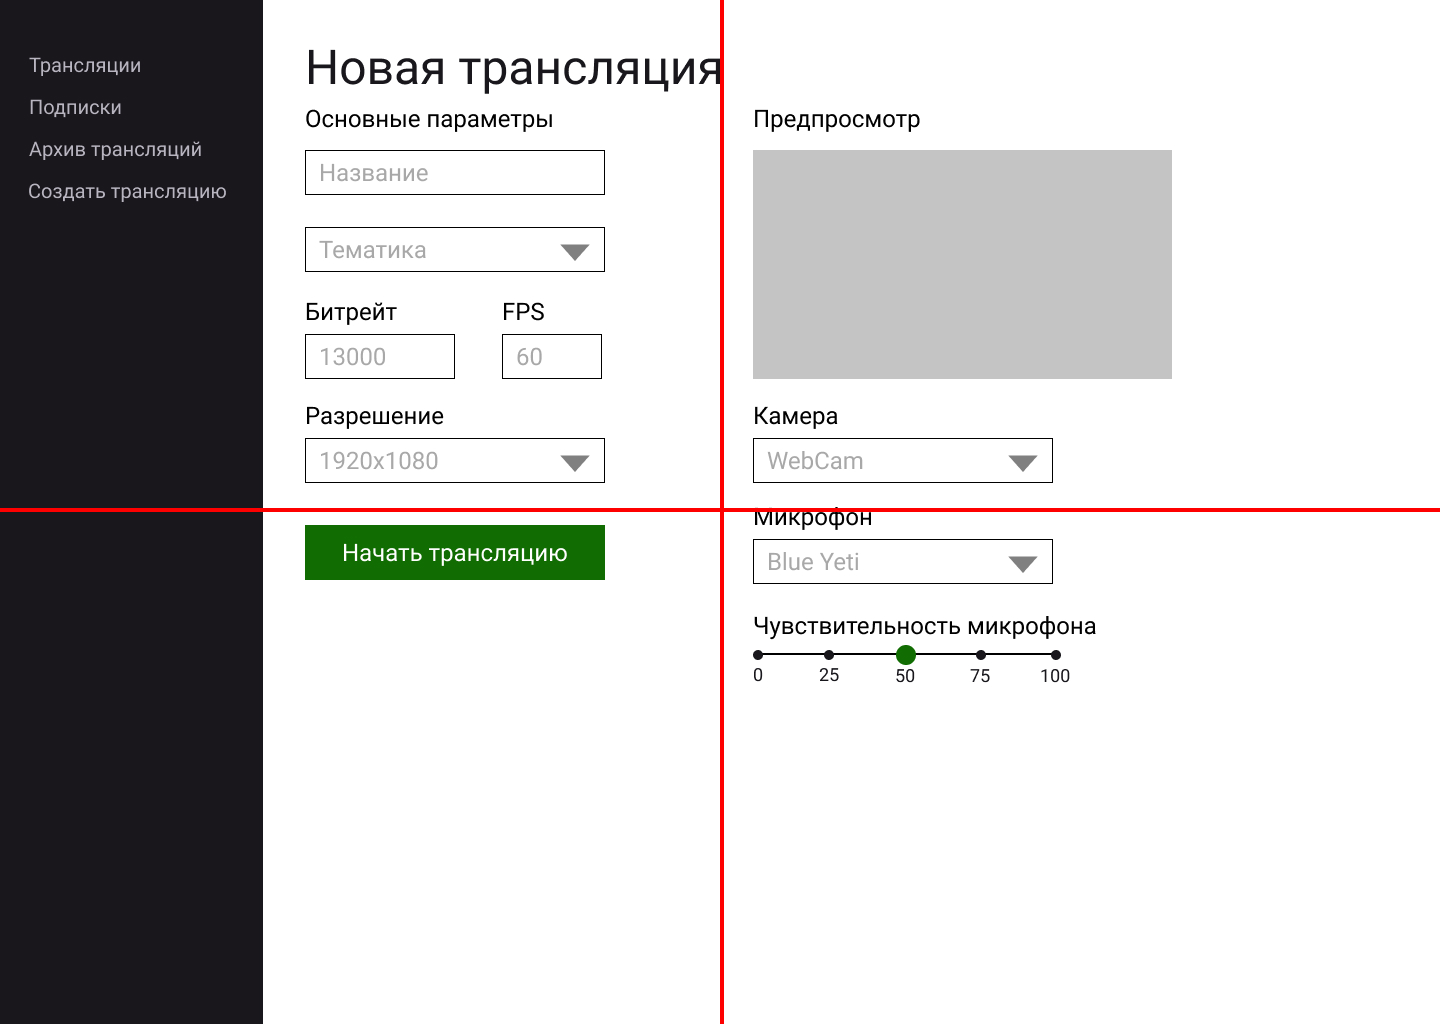 Трансляции
Подписки
Архив трансляций
Создать трансляцию
Новая трансляция
Основные параметры
Название
Тематика
Битрейт
FPS
13000
60
Разрешение
1920x1080
Начать трансляцию
Предпросмотр
Камера
WebCam
Микрофон
Blue Yeti
Чувствительность микрофона
0 25 50 75 100